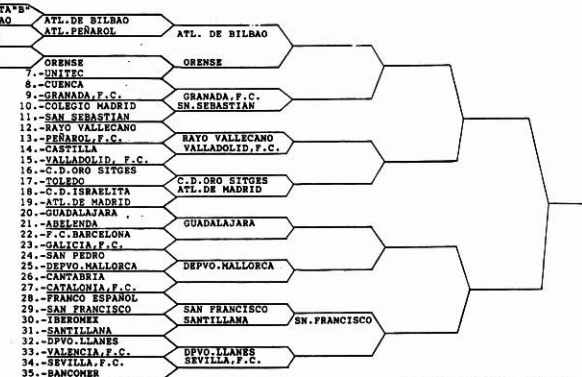 TA"B"
AO
ATL.DE BILBAO
ATL.PEÑAROL
ATL. DE BILBAO
ORENSE
ORENSE
7.-UNITEC
8.-CUENCA
9.-GRANADA,F.C.
GRANADA,F.C.
10.-COLEGIO MADRID
SN.SEBASTIAN
11.-SAN SEBASTIAN
12.-RAYO VALLECANO
13.-PEÑAROL,F.C.
RAYO VALLECANO
14.-CASTILLA
VALLADOLID,F.C.
15.-VALLADOLID, F.C.
16.-C.D.ORO SITGES
17.-TOLEDO
C.D.ORO SITGES
18.-C.D.ISRAELITA
ATL.DE MADRID
19.-ATL.DE MADRID
20.-GUADALAJARA
21.-ABELENDA
GUADALAJARA
22.-F.C.BARCELONA
23.-GALICIA,F.C.
24.-SAN PEDRO
25.-DEPVO.MALLORCA
DEPVO.MALLORCA
26.-CANTABRIA
27.-CATALONIA,F.C.
28.-FRANCO ESPAÑOL
29.-SAN FRANCISCO
SAN FRANCISCO
30.-IBEROMEX
SANTILLANA
SN.FRANCISCO
31.-SANTILLANA
32.-DPVO.LLANES
33.-VALENCIA,F.C.
DPVO.LLANES
34.-SEVILLA,F.C.
SEVILLA,F.C.
35.-BANCOMER